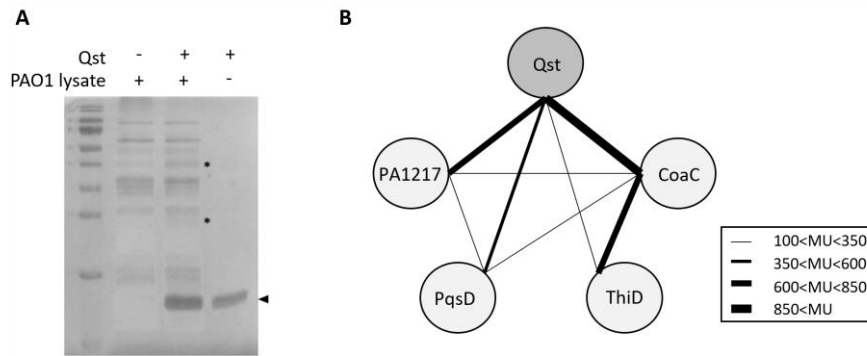 A
Qst - + +
PAO1 lysate + + -
*
*
B
Qst
PA1217
CoaC
PqsD
ThiD
100<MU<350
350<MU<600
600<MU<850
850<MU